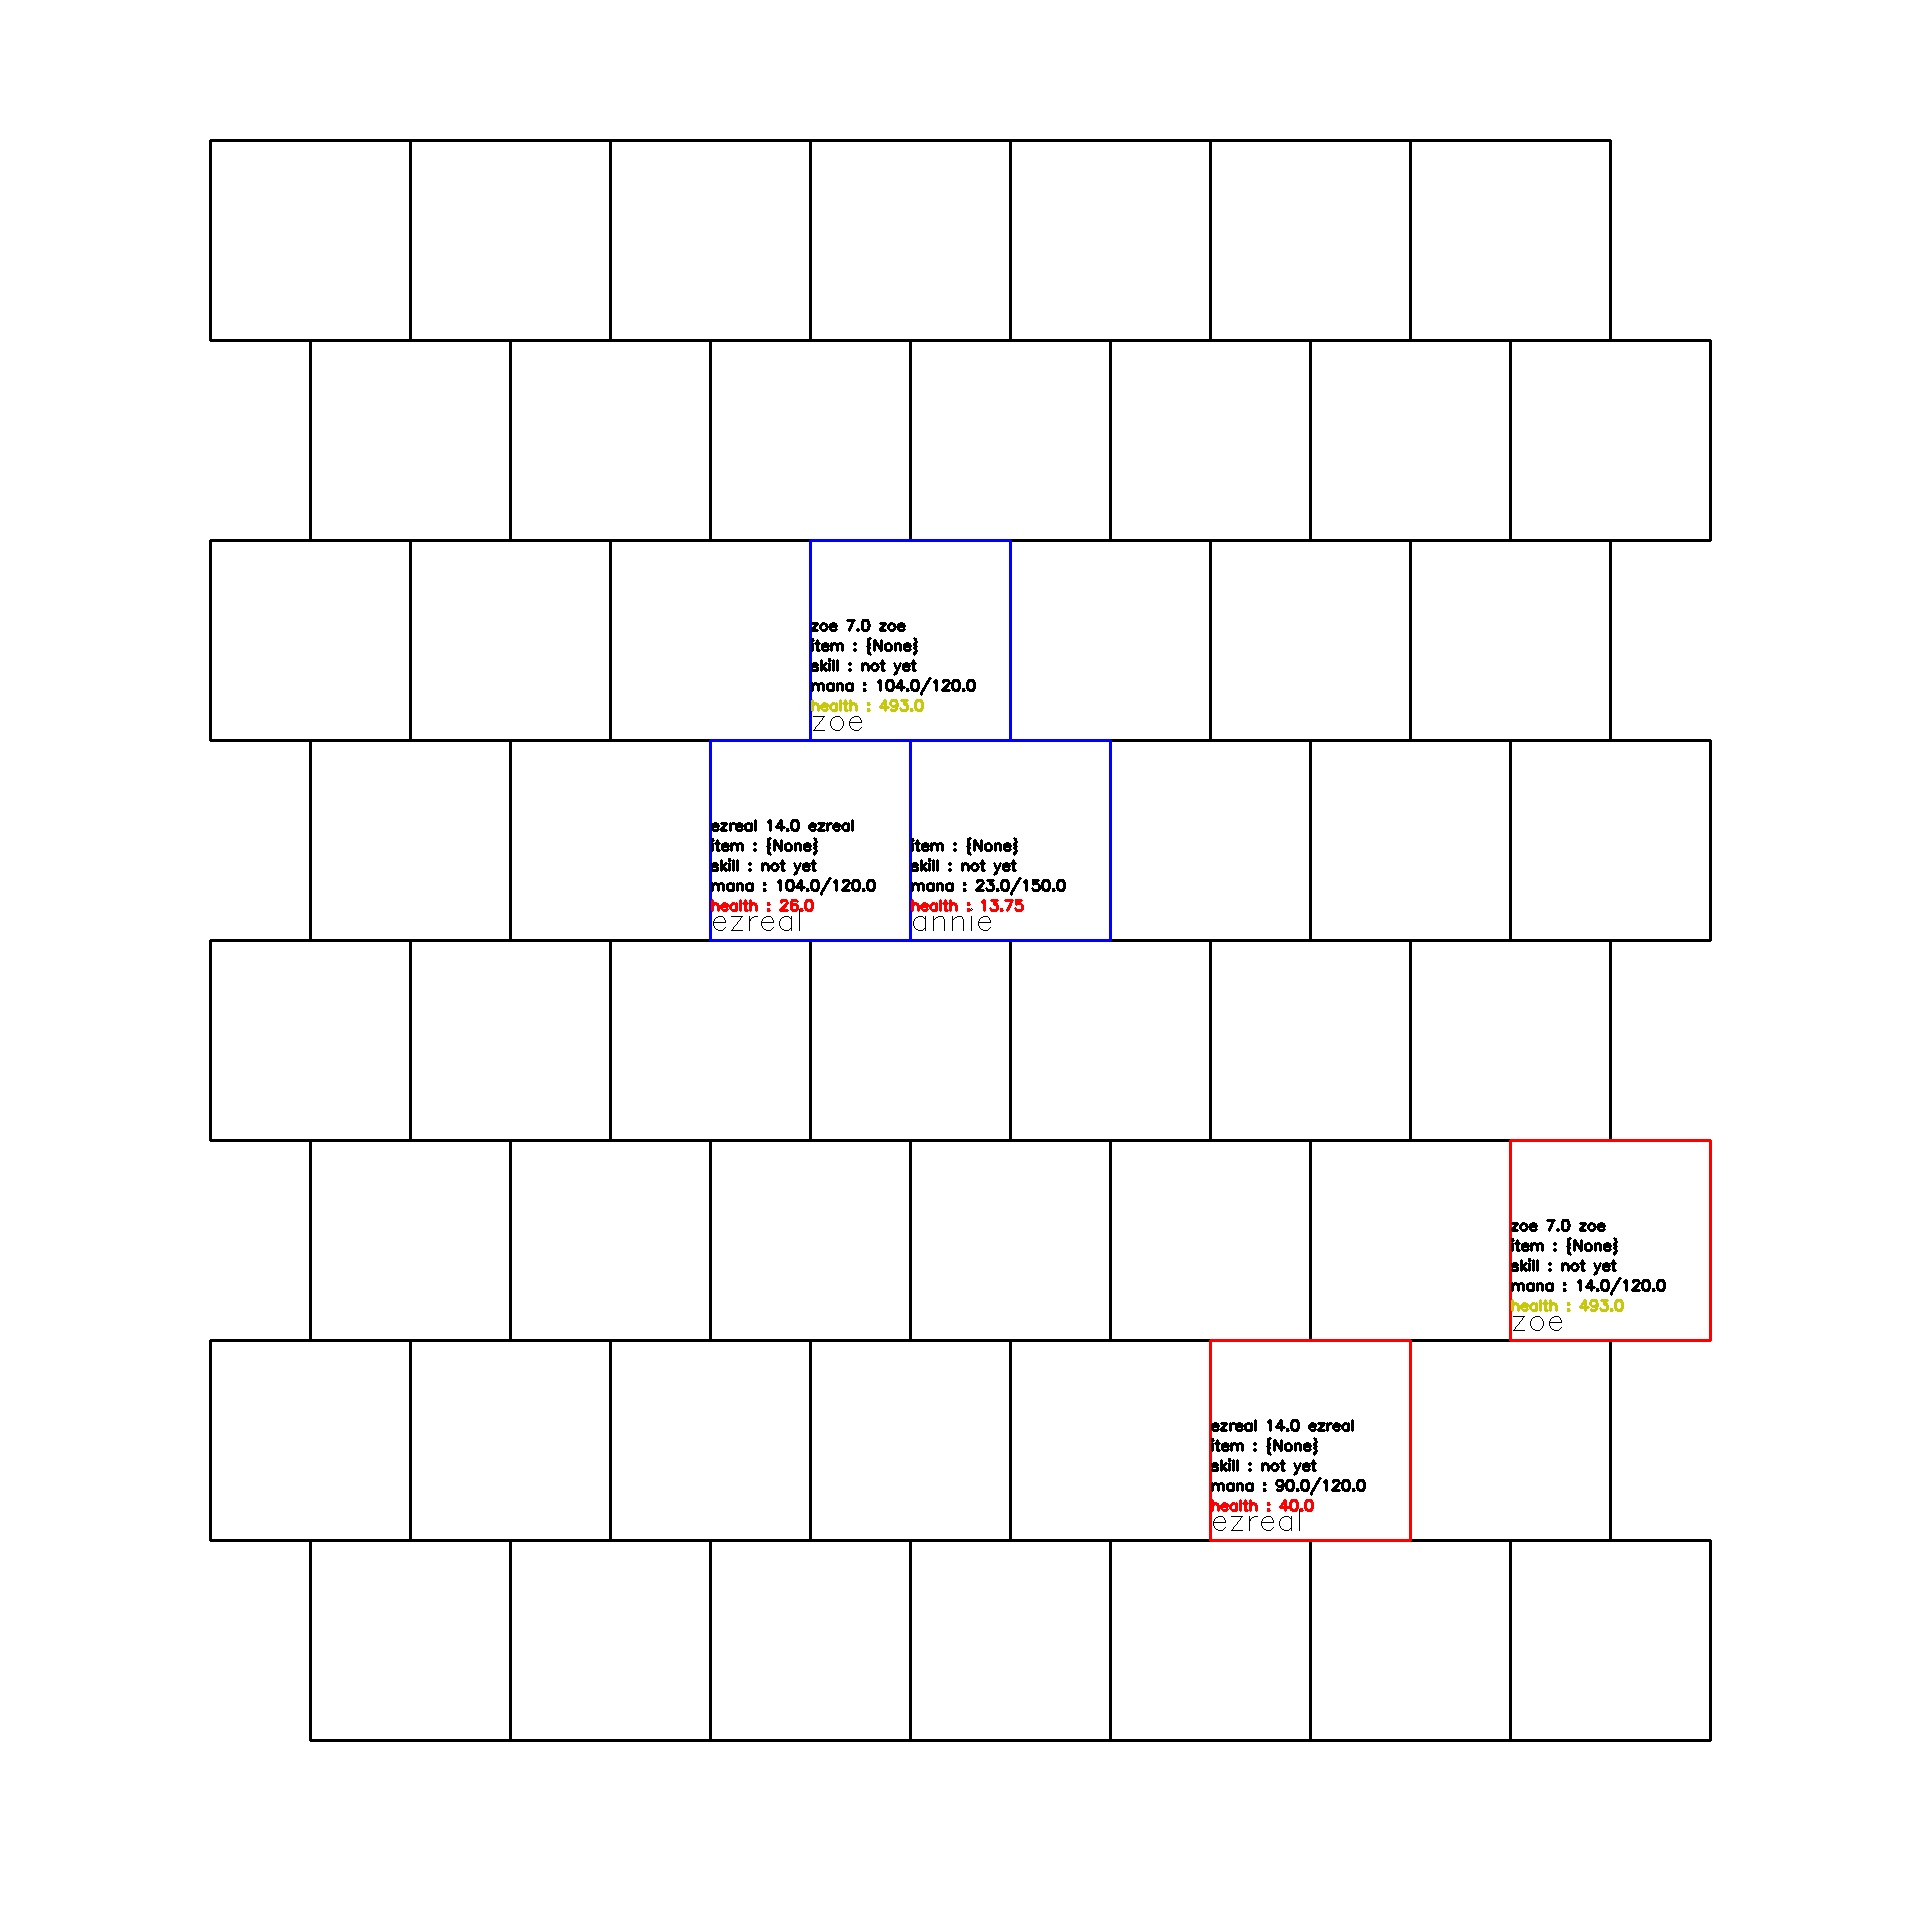 zoe 7.0 zoe
item : {None}
skill : not yet
mana : 104.0/120.0
health : 493.0
zoe
ezreal 14.0 ezreal
item : {None}
skill : not yet
mana : 104.0/120.0
health : 26.0
ezreal
item : {None}
skill : not yet
mana : 23.0/150.0
health : 13.75
annie
zoe 7.0 zoe
item : {None}
skill : not yet
mana : 14.0/120.0
health : 493.0
zoe
ezreal 14.0 ezreal
item : {None}
skill : not yet
mana : 90.0/120.0
health : 40.0
ezreal